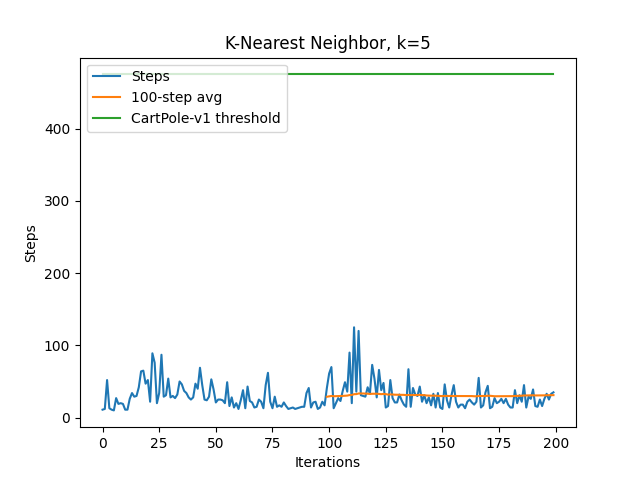 K-Nearest Neighbor, k=5
Steps
100-step avg
CartPole-v1 threshold
400
300
200
100
0
Steps
0 25 50 75 100 125 150 175 200
Iterations